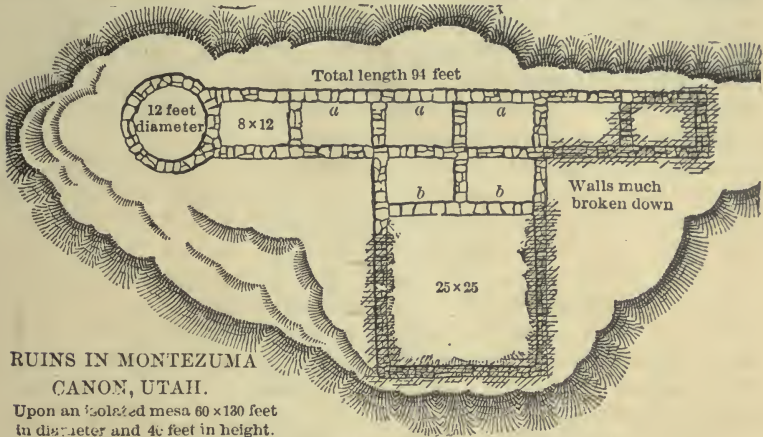 Total length 94 feet
12 feet
diameter
8 × 12
a
a
a
b
b
Walls much
broken down
25 × 25
RUINS IN MONTEZUMA
CANON, UTAH.
Upon an isolated mesa 60 × 130 feet
in diameter and 40 feet in height.